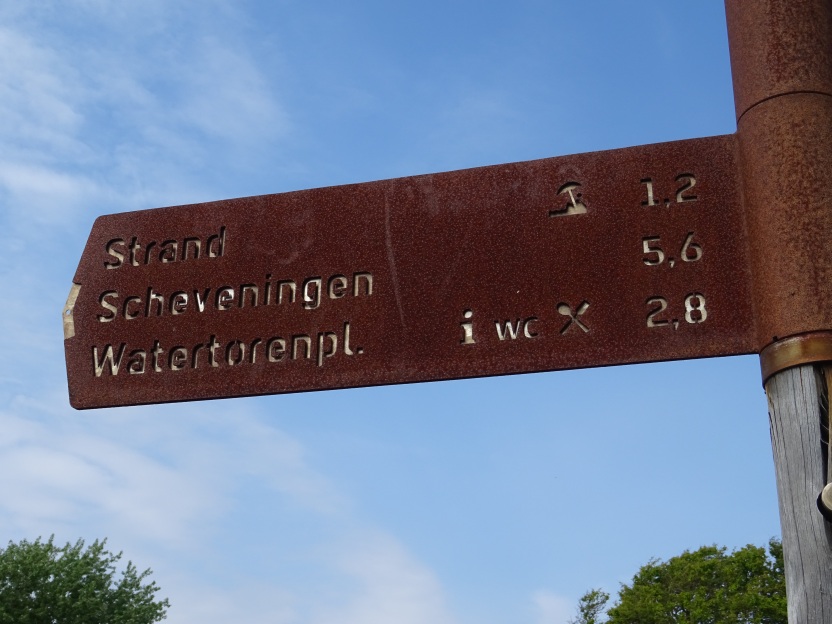 Strand 1,2
Scheveningen 5,6
Watertorenpl. i wc 2,8